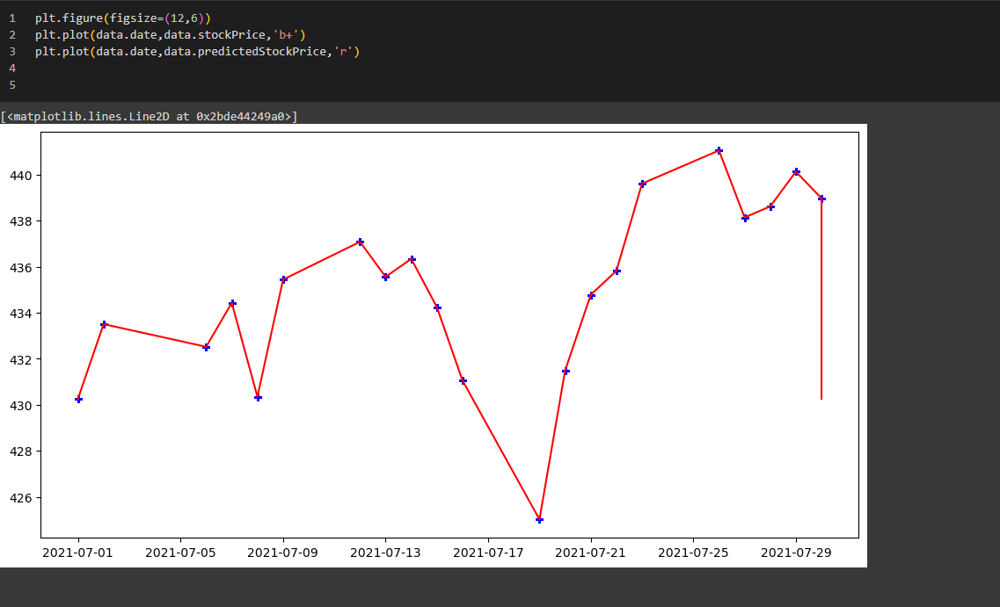 1 plt.figure(figsize=(12,6))
2 plt.plot(data.date,data.stockPrice,'b+')
3 plt.plot(data.date,data.predictedStockPrice,'r')
4
5
[<matplotlib.lines.Line2D at 0x2bde44249a0>]
440
438
436
434
432
430
428
426
2021-07-01 2021-07-05 2021-07-09 2021-07-13 2021-07-17 2021-07-21 2021-07-25 2021-07-29